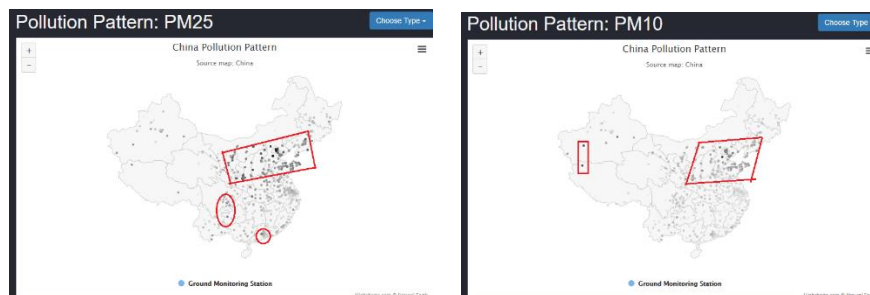 Pollution Pattern: PM25
Choose Type
China Pollution Pattern
Source map: China
+
−
Ground Monitoring Station
Pollution Pattern: PM10
Choose Type
China Pollution Pattern
Source map: China
+
−
Ground Monitoring Station